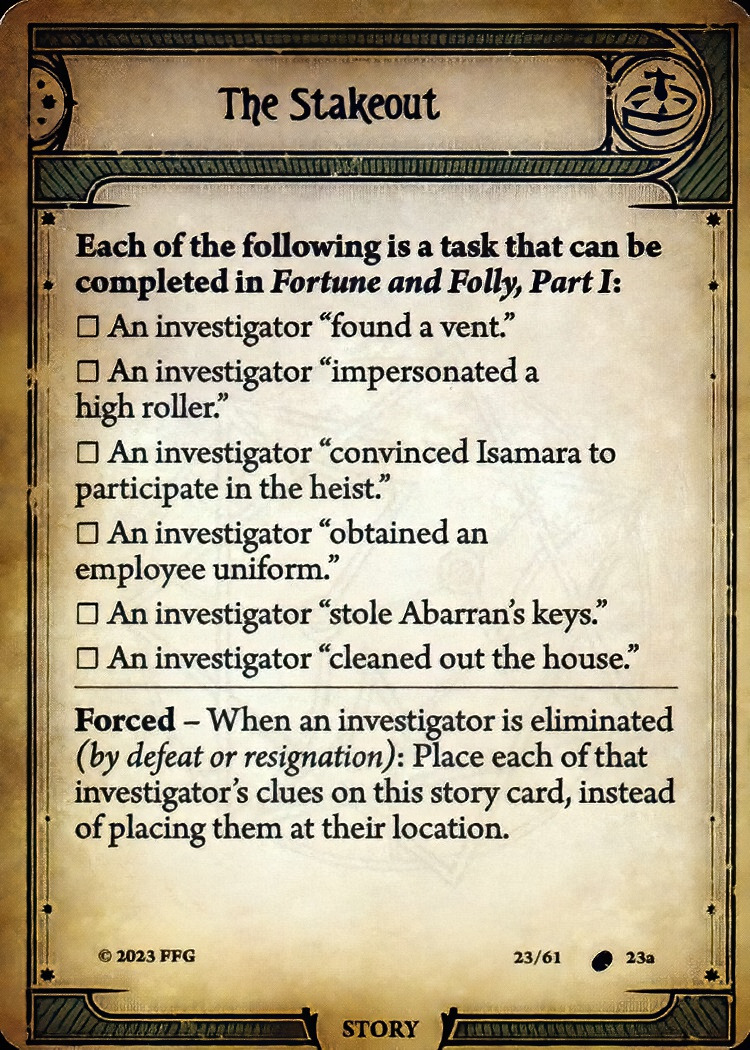 The Stakeout
Each of the following is a task that can be
completed in Fortune and Folly, Part I:
☐ An investigator “found a vent.”
☐ An investigator “impersonated a
high roller.”
☐ An investigator “convinced Isamara to
participate in the heist.”
☐ An investigator “obtained an
employee uniform.”
☐ An investigator “stole Abarran’s keys.”
☐ An investigator “cleaned out the house.”
Forced – When an investigator is eliminated
(by defeat or resignation): Place each of that
investigator’s clues on this story card, instead
of placing them at their location.
© 2023 FFG 23/61 23a
STORY